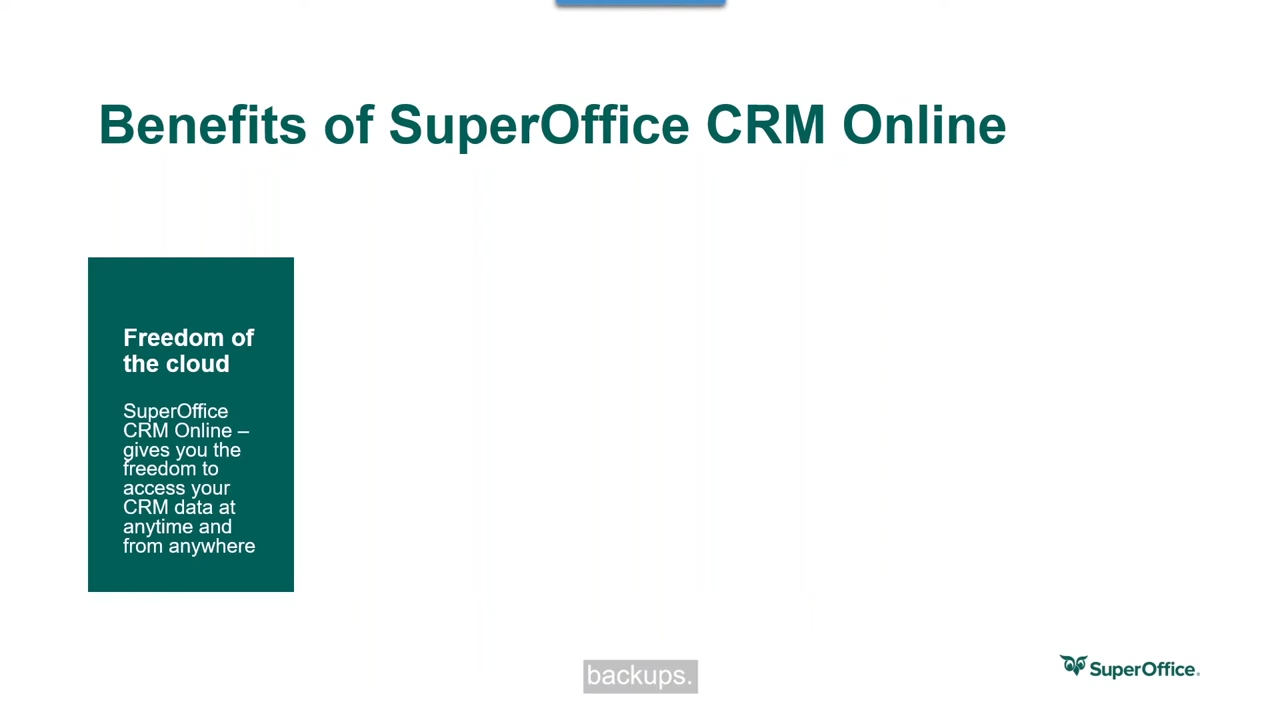 Benefits of SuperOffice CRM Online
Freedom of
the cloud
SuperOffice
CRM Online –
gives you the
freedom to
access your
CRM data at
anytime and
from anywhere
backups.
SuperOffice.